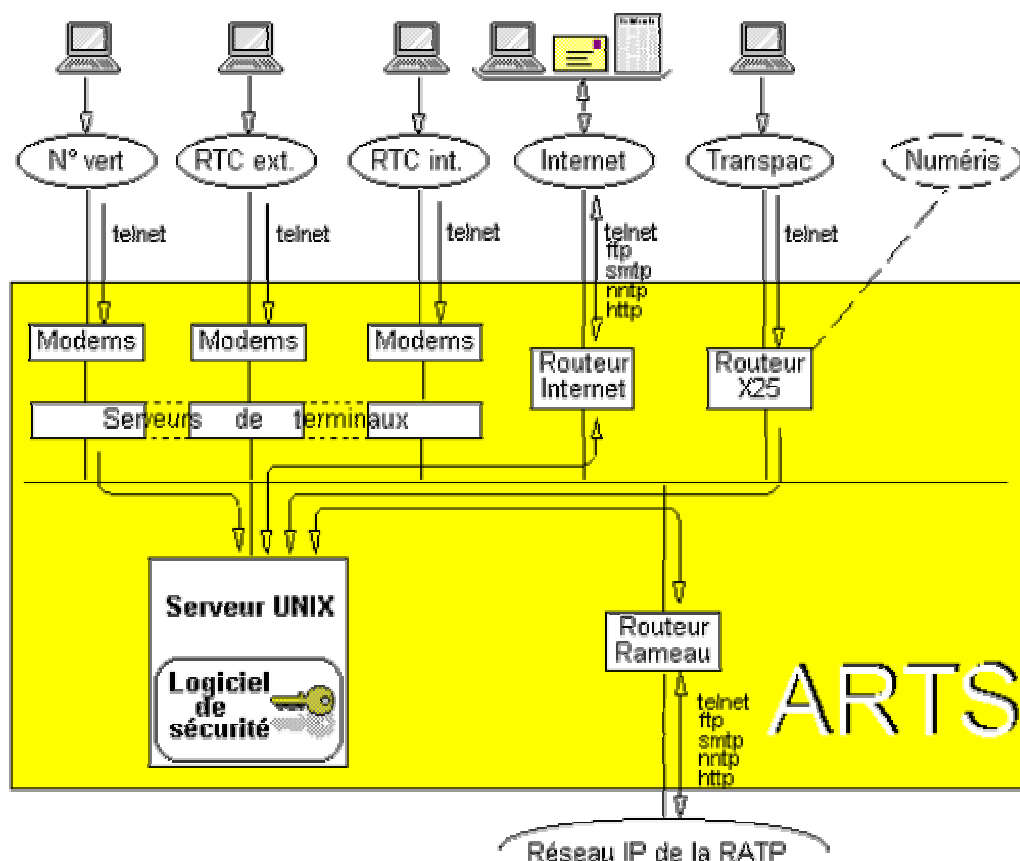 N° vert
RTC ext.
RTC int.
Internet
Transpac
Numéris
telnet
telnet
telnet
telnet
ftp
smtp
nntp
http
telnet
Modems
Modems
Modems
Routeur
Internet
Routeur
X25
Serveurs de terminaux
Serveur UNIX
Logiciel
de
sécurité
Routeur
Rameau
telnet
ftp
smtp
nntp
http
ARTS
Réseau IP de la RATP